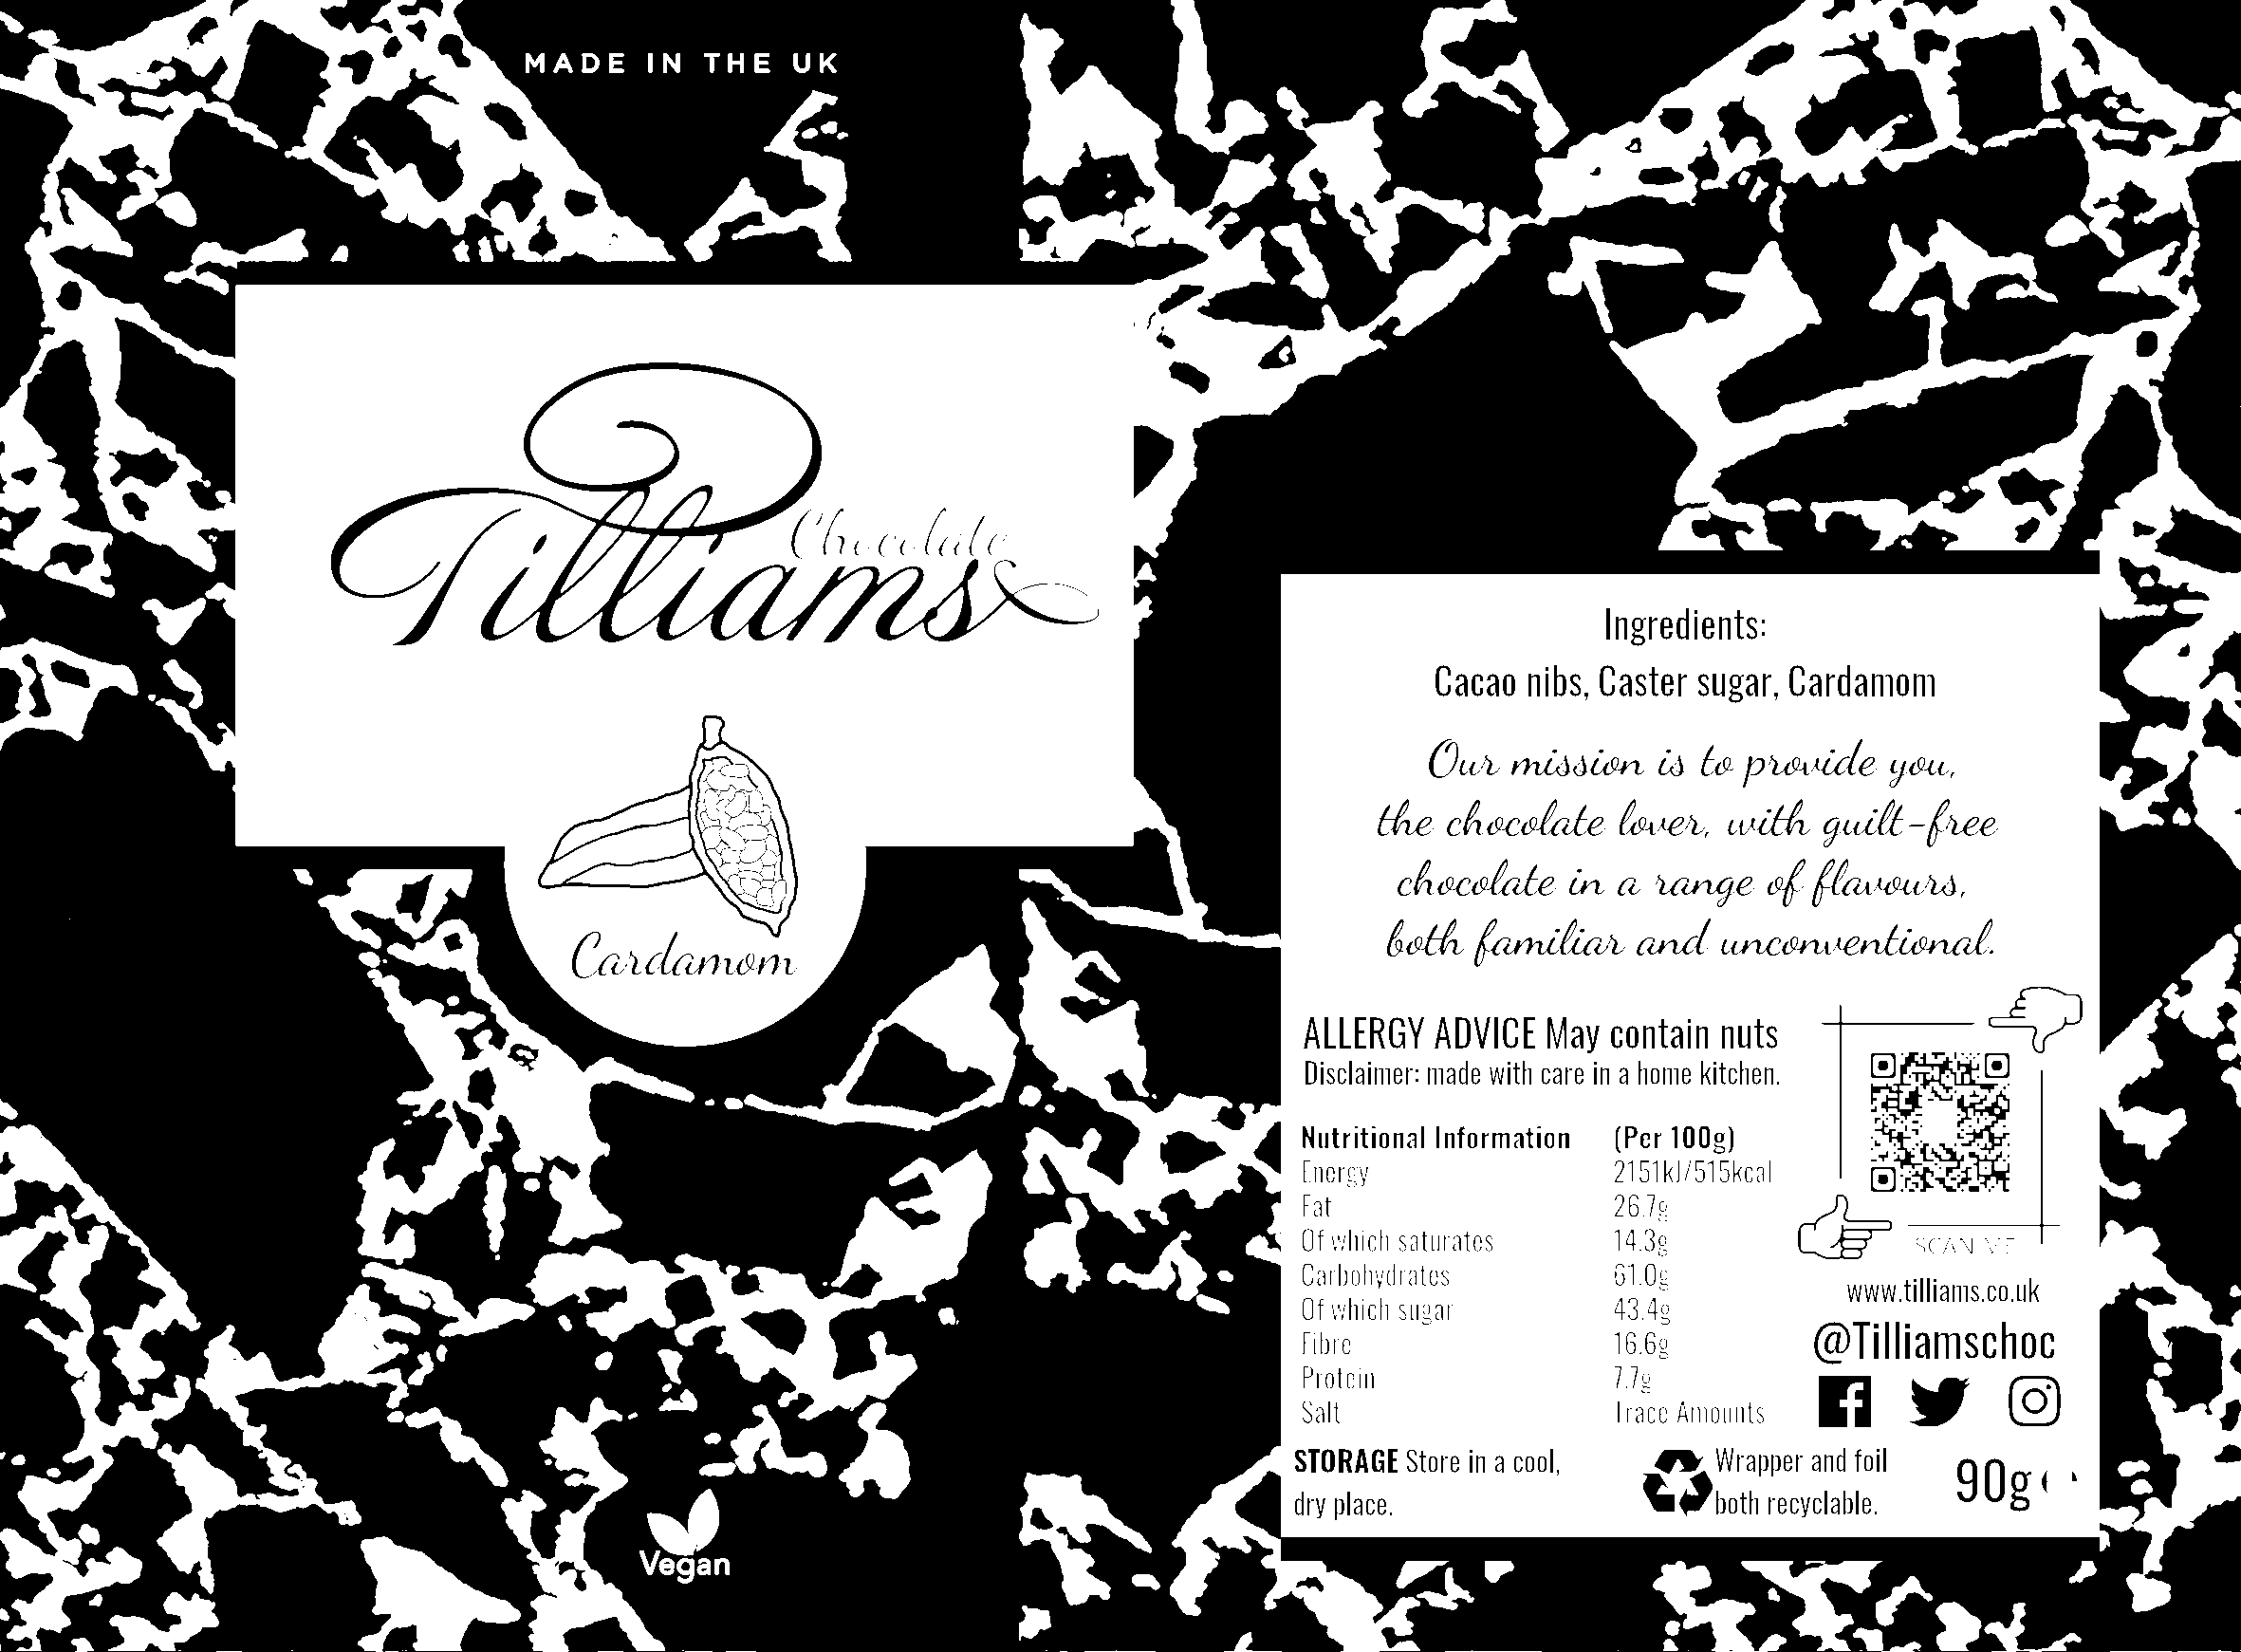 MADE IN THE UK
Tilliams
Chocolate
Cardamom
Vegan
Ingredients:
Cacao nibs, Caster sugar, Cardamom
Our mission is to provide you,
the chocolate lover, with guilt-free
chocolate in a range of flavours,
both familiar and unconventional.
ALLERGY ADVICE May contain nuts
Disclaimer: made with care in a home kitchen.
Nutritional Information (Per 100g)
Energy 2151kJ/515kcal
Fat 26.7g
Of which saturates 14.3g
Carbohydrates 61.0g
Of which sugar 43.4g
Fibre 16.6g
Protein 7.7g
Salt Trace Amounts
SCAN ME
www.tilliams.co.uk
@Tilliamschoc
STORAGE Store in a cool,
dry place.
Wrapper and foil
both recyclable.
90g